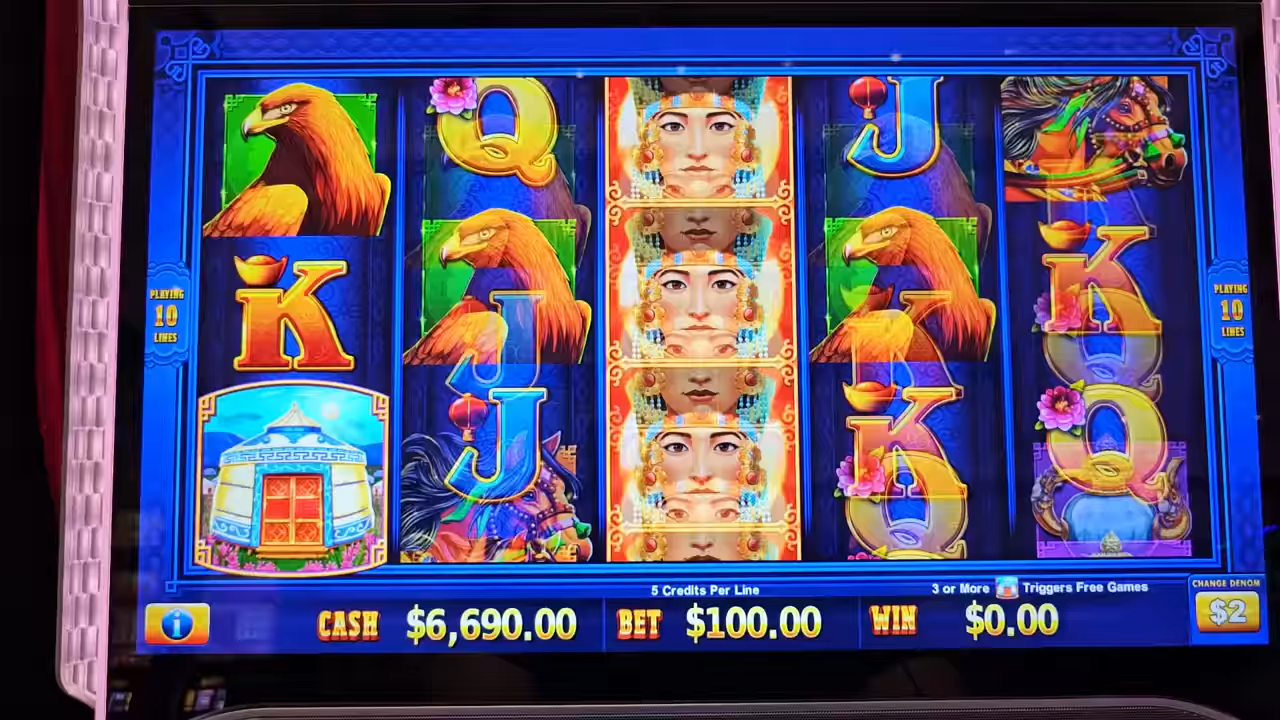 Q
J
K
J
K
J
K
Q
PLAYING
10
LINES
PLAYING
10
LINES
5 Credits Per Line
3 or More Triggers Free Games
CHANGE DENOM
$2
i
CASH $6,690.00 BET $100.00 WIN $0.00